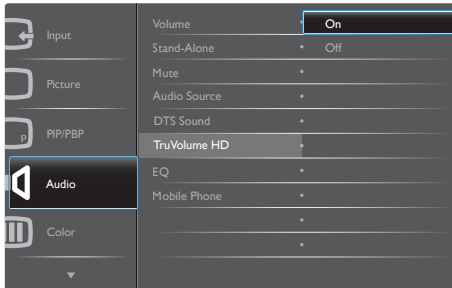 Input
Picture
P
PIP/PBP
Audio
Color
Volume
Stand-Alone
Mute
Audio Source
DTS Sound
TruVolume HD
EQ
Mobile Phone
On
Off